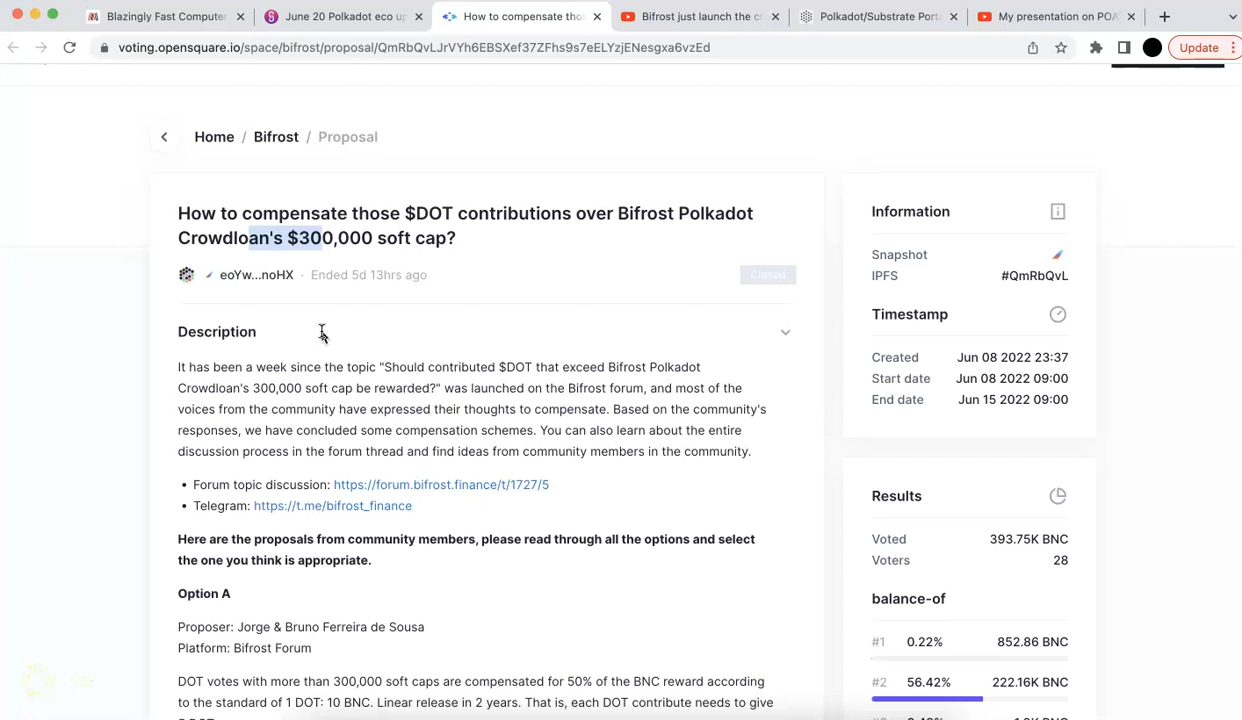 Blazingly Fast Computer
June 20 Polkadot eco up
How to compensate thos
Bifrost just launch the c
Polkadot/Substrate Port
My presentation on POA
voting.opensquare.io/space/bifrost/proposal/QmRbQvLJrVYh6EBSXef37ZFhs9s7eELYzjENesgxa6vzEd
Update
Home / Bifrost / Proposal
How to compensate those $DOT contributions over Bifrost Polkadot
Crowdloan's $300,000 soft cap?
eoYw...noHX · Ended 5d 13hrs ago
Closed
Description
It has been a week since the topic "Should contributed $DOT that exceed Bifrost Polkadot
Crowdloan's 300,000 soft cap be rewarded?" was launched on the Bifrost forum, and most of the
voices from the community have expressed their thoughts to compensate. Based on the community's
responses, we have concluded some compensation schemes. You can also learn about the entire
discussion process in the forum thread and find ideas from community members in the community.
• Forum topic discussion: https://forum.bifrost.finance/t/1727/5
• Telegram: https://t.me/bifrost_finance
Here are the proposals from community members, please read through all the options and select
the one you think is appropriate.
Option A
Proposer: Jorge & Bruno Ferreira de Sousa
Platform: Bifrost Forum
DOT votes with more than 300,000 soft caps are compensated for 50% of the BNC reward according
to the standard of 1 DOT: 10 BNC. Linear release in 2 years. That is, each DOT contribute needs to give
Information
Snapshot
IPFS #QmRbQvL
Timestamp
Created Jun 08 2022 23:37
Start date Jun 08 2022 09:00
End date Jun 15 2022 09:00
Results
Voted 393.75K BNC
Voters 28
balance-of
#1 0.22% 852.86 BNC
#2 56.42% 222.16K BNC